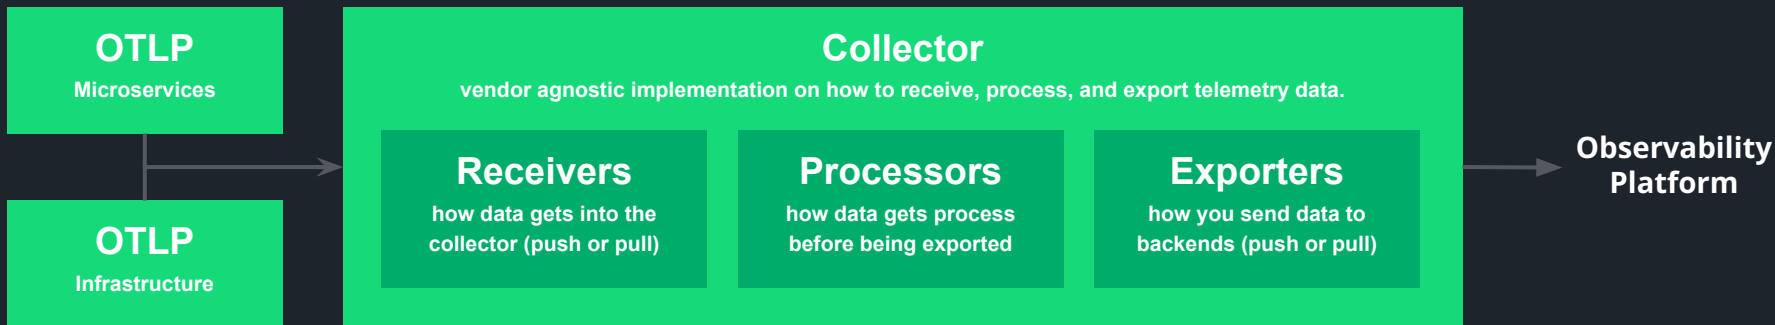 OTLP
Microservices
OTLP
Infrastructure
Collector
vendor agnostic implementation on how to receive, process, and export telemetry data.
Receivers
how data gets into the
collector (push or pull)
Processors
how data gets process
before being exported
Exporters
how you send data to
backends (push or pull)
Observability
Platform